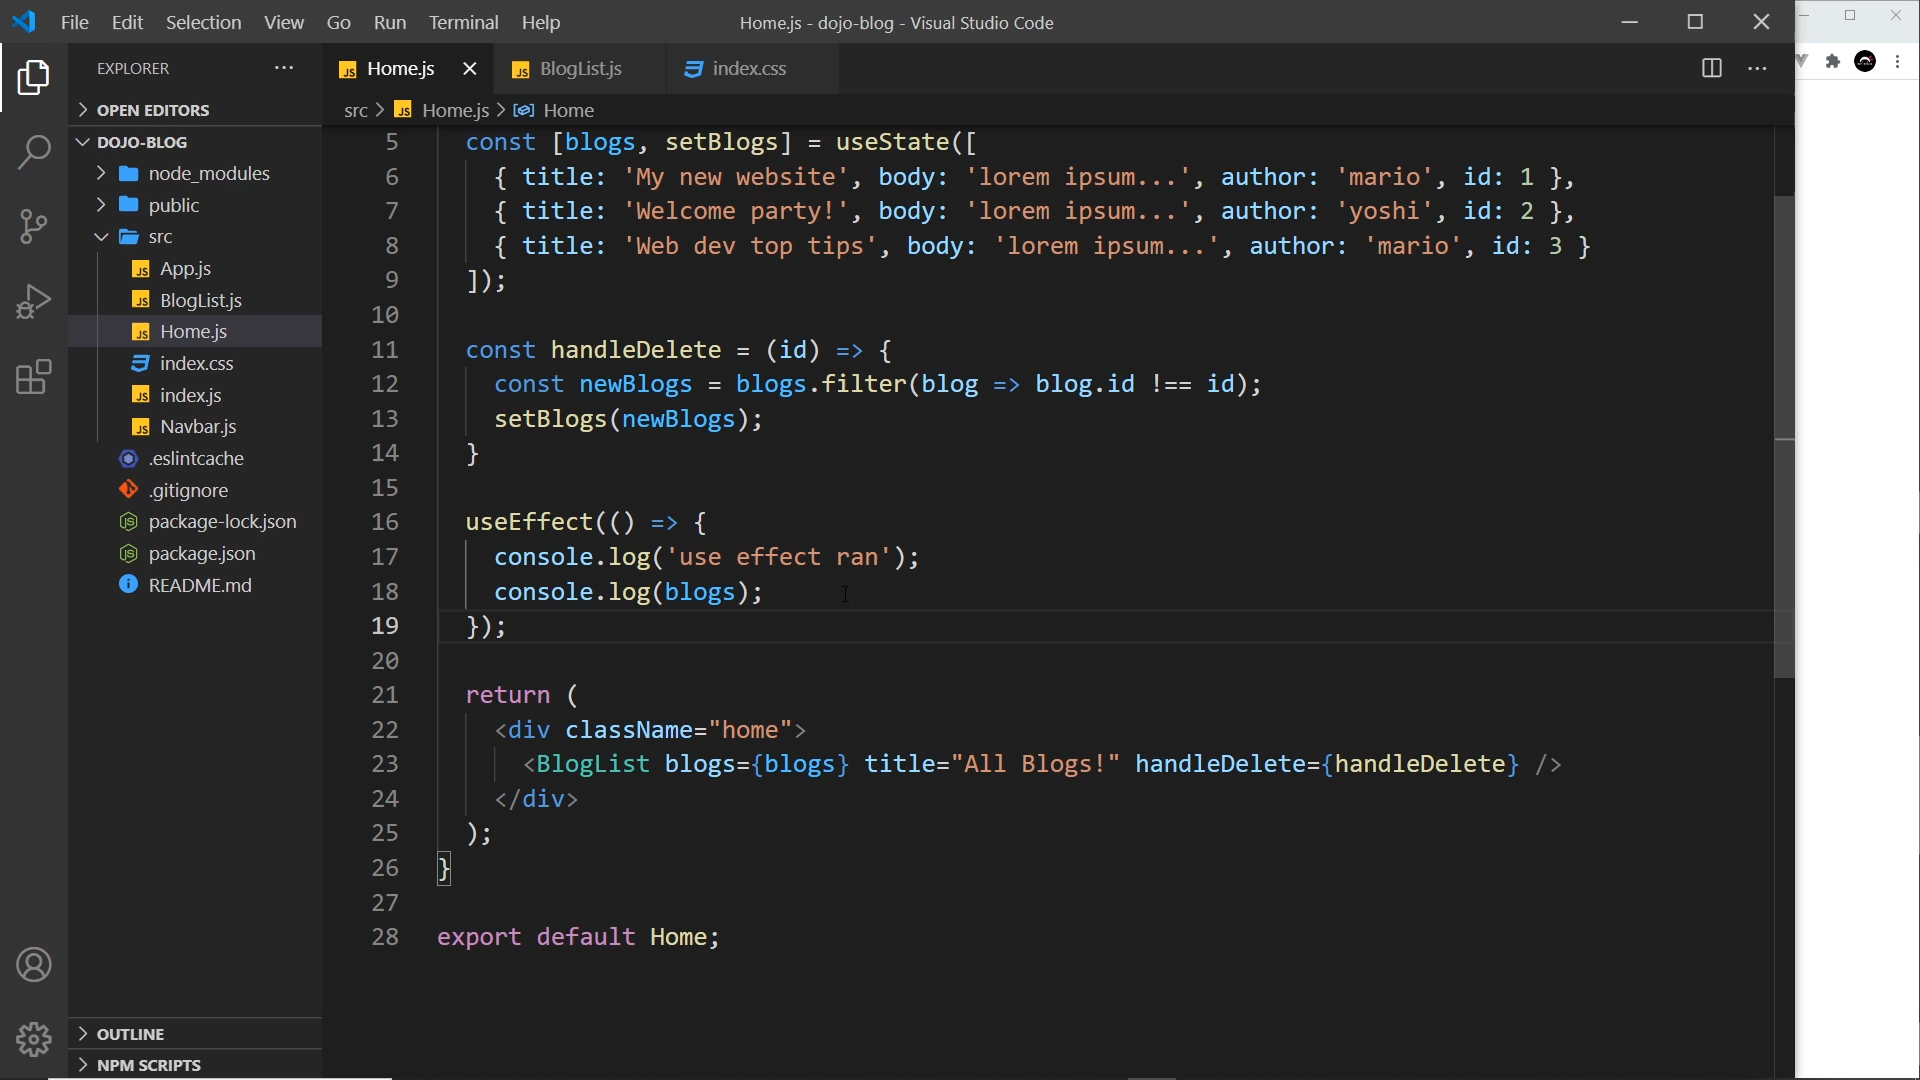 File Edit Selection View Go Run Terminal Help
Home.js - dojo-blog - Visual Studio Code
EXPLORER
OPEN EDITORS
DOJO-BLOG
node_modules
public
src
App.js
BlogList.js
Home.js
index.css
index.js
Navbar.js
.eslintcache
.gitignore
package-lock.json
package.json
README.md
OUTLINE
NPM SCRIPTS
Home.js BlogList.js index.css
src > Home.js > Home
5 const [blogs, setBlogs] = useState([
6 { title: 'My new website', body: 'lorem ipsum...', author: 'mario', id: 1 },
7 { title: 'Welcome party!', body: 'lorem ipsum...', author: 'yoshi', id: 2 },
8 { title: 'Web dev top tips', body: 'lorem ipsum...', author: 'mario', id: 3 }
9 ]);
10
11 const handleDelete = (id) => {
12 const newBlogs = blogs.filter(blog => blog.id !== id);
13 setBlogs(newBlogs);
14 }
15
16 useEffect(() => {
17 console.log('use effect ran');
18 console.log(blogs);
19 });
20
21 return (
22 <div className="home">
23 <BlogList blogs={blogs} title="All Blogs!" handleDelete={handleDelete} />
24 </div>
25 );
26 }
27
28 export default Home;